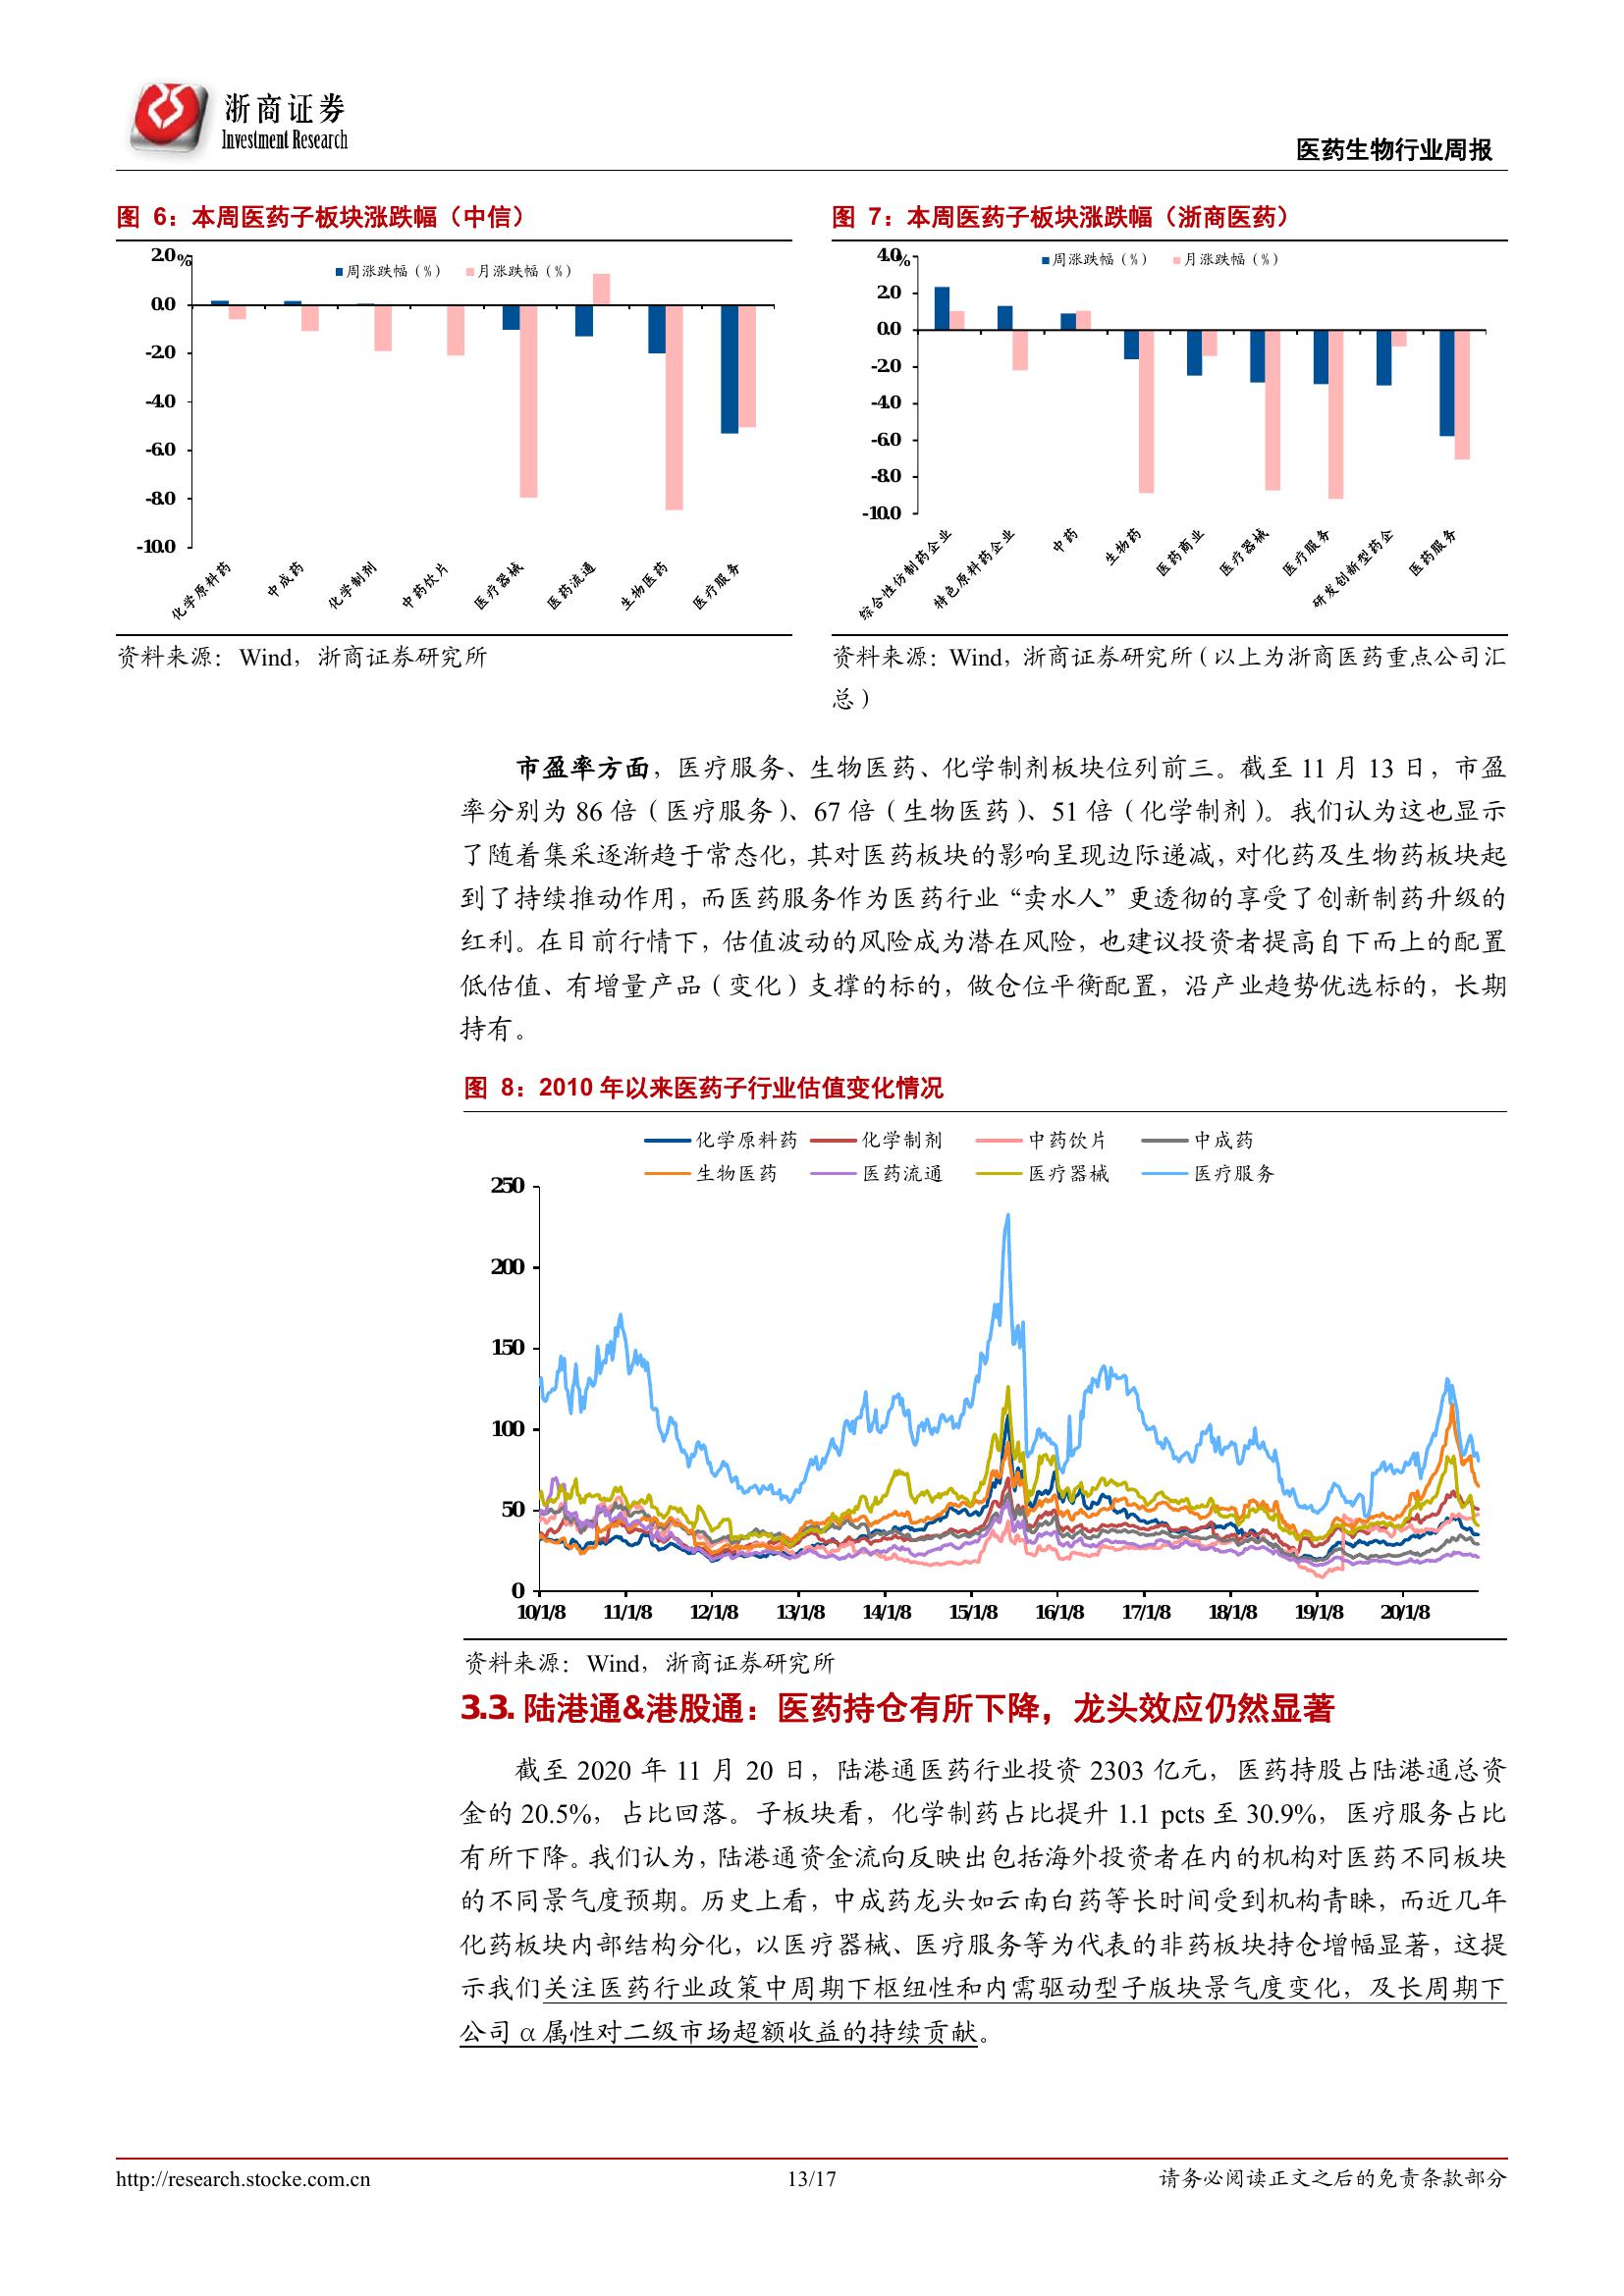 浙商证券
Investment Research
医药生物行业周报
图 6：本周医药子板块涨跌幅（中信）
2.0
%
周涨跌幅（%） 月涨跌幅（%）
0.0
-2.0
-4.0
-6.0
-8.0
-10.0
化学原料药 中成药 化学制剂 中药饮片 医疗器械 医药流通 生物医药 医疗服务
资料来源：Wind，浙商证券研究所
图 7：本周医药子板块涨跌幅（浙商医药）
4.0
%
周涨跌幅（%） 月涨跌幅（%）
2.0
0.0
-2.0
-4.0
-6.0
-8.0
-10.0
综合性仿制药企业 特色原料药企业 中药 生物药 医药商业 医疗器械 医疗服务 研发创新型药企 医药服务
资料来源：Wind，浙商证券研究所（以上为浙商医药重点公司汇
总）
市盈率方面，医疗服务、生物医药、化学制剂板块位列前三。截至 11 月 13 日，市盈
率分别为 86 倍（医疗服务）、67 倍（生物医药）、51 倍（化学制剂）。我们认为这也显示
了随着集采逐渐趋于常态化，其对医药板块的影响呈现边际递减，对化药及生物药板块起
到了持续推动作用，而医药服务作为医药行业“卖水人”更透彻的享受了创新制药升级的
红利。在目前行情下，估值波动的风险成为潜在风险，也建议投资者提高自下而上的配置
低估值、有增量产品（变化）支撑的标的，做仓位平衡配置，沿产业趋势优选标的，长期
持有。
图 8：2010 年以来医药子行业估值变化情况
化学原料药 化学制剂 中药饮片 中成药
生物医药 医药流通 医疗器械 医疗服务
250
200
150
100
50
0
10/1/8 11/1/8 12/1/8 13/1/8 14/1/8 15/1/8 16/1/8 17/1/8 18/1/8 19/1/8 20/1/8
资料来源：Wind，浙商证券研究所
3.3. 陆港通&港股通：医药持仓有所下降，龙头效应仍然显著
截至 2020 年 11 月 20 日，陆港通医药行业投资 2303 亿元，医药持股占陆港通总资
金的 20.5%，占比回落。子板块看，化学制药占比提升 1.1 pcts 至 30.9%，医疗服务占比
有所下降。我们认为，陆港通资金流向反映出包括海外投资者在内的机构对医药不同板块
的不同景气度预期。历史上看，中成药龙头如云南白药等长时间受到机构青睐，而近几年
化药板块内部结构分化，以医疗器械、医疗服务等为代表的非药板块持仓增幅显著，这提
示我们关注医药行业政策中周期下枢纽性和内需驱动型子版块景气度变化，及长周期下
公司 α 属性对二级市场超额收益的持续贡献。
http://research.stocke.com.cn
13/17
请务必阅读正文之后的免责条款部分